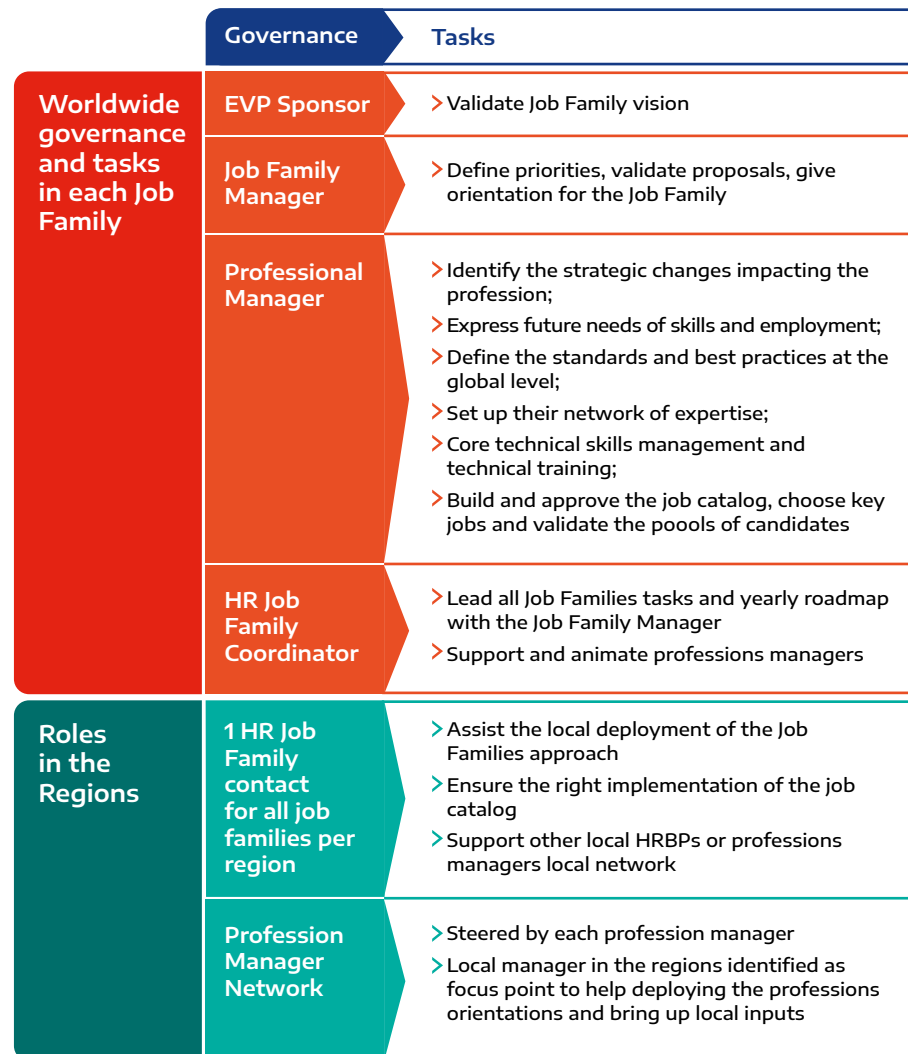 Governance
Tasks
Worldwide
governance
and tasks
in each Job
Family
EVP Sponsor
> Validate Job Family vision
Job Family
Manager
> Define priorities, validate proposals, give
orientation for the Job Family
Professional
Manager
> Identify the strategic changes impacting the
profession;
> Express future needs of skills and employment;
> Define the standards and best practices at the
global level;
> Set up their network of expertise;
> Core technical skills management and
technical training;
> Build and approve the job catalog, choose key
jobs and validate the poools of candidates
HR Job
Family
Coordinator
> Lead all Job Families tasks and yearly roadmap
with the Job Family Manager
> Support and animate professions managers
Roles
in the
Regions
1 HR Job
Family
contact
for all job
families per
region
> Assist the local deployment of the Job
Families approach
> Ensure the right implementation of the job
catalog
> Support other local HRBPs or professions
managers local network
Profession
Manager
Network
> Steered by each profession manager
> Local manager in the regions identified as
focus point to help deploying the professions
orientations and bring up local inputs